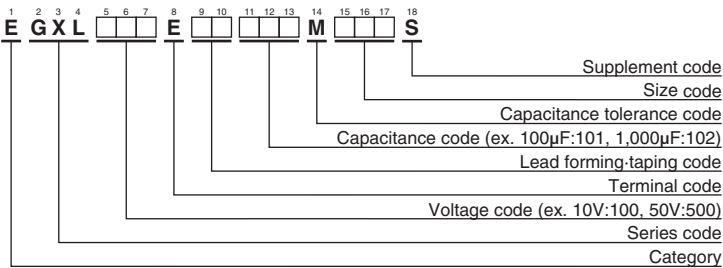 1 2 3 4 5 6 7 8 9 10 11 12 13 14 15 16 17 18
E G X L E M S
Supplement code
Size code
Capacitance tolerance code
Capacitance code (ex. 100μF:101, 1,000μF:102)
Lead forming·taping code
Terminal code
Voltage code (ex. 10V:100, 50V:500)
Series code
Category